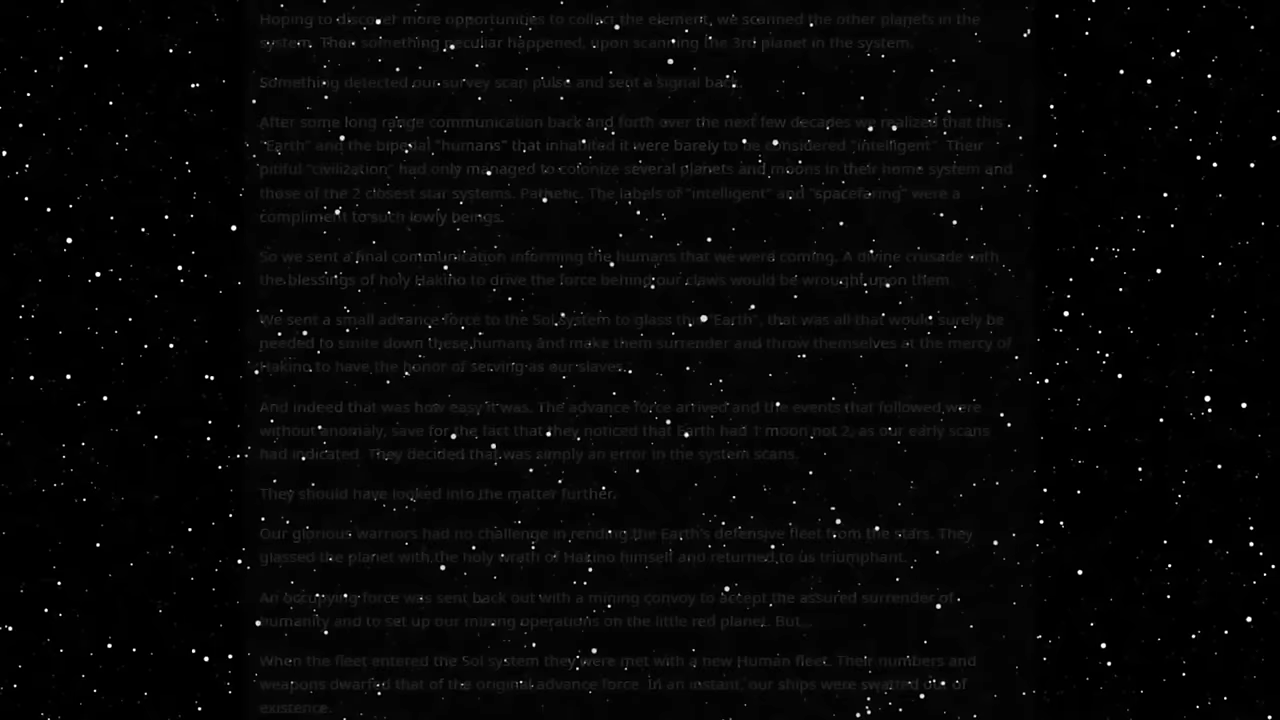 Hoping to discover more opportunities to collect the element, we scanned the other planets in the
system. Then something peculiar happened, upon scanning the 3rd planet in the system.
Something detected our survey scan pulse and sent a signal back.
After some long range communication back and forth over the next few decades we realized that this
"Earth" and the bipedal "humans" that inhabited it were barely to be considered "intelligent". Their
pitiful "civilization" had only managed to colonize several planets and moons in their home system and
those of the 2 closest star systems. Pathetic. The labels of "intelligent" and "spacefaring" were a
compliment to such lowly beings.
So we sent a final communication informing the humans that we were coming. A divine crusade with
the blessings of holy Hakino to drive the force behind our claws would be wrought upon them
We sent a small advance force to the Sol system to glass this "Earth", that was all that would surely be
needed to smite down these humans and make them surrender and throw themselves at the mercy of
Hakino to have the honor of serving as our slaves.
And indeed that was how easy it was. The advance force arrived and the events that followed were
without anomaly, save for the fact that they noticed that Earth had 1 moon not 2, as our early scans
had indicated. They decided that was simply an error in the system scans.
They should have looked into the matter further.
Our glorious warriors had no challenge in rending the Earth's defensive fleet from the stars. They
glassed the planet with the holy wrath of Hakino himself and returned to us triumphant.
An occupying force was sent back out with a mining convoy to accept the assured surrender of
humanity and to set up our mining operations on the little red planet. But...
When the fleet entered the Sol system they were met with a new Human fleet. Their numbers and
weapons dwarfed that of the original advance force. In an instant, our ships were swatted out of
existence.